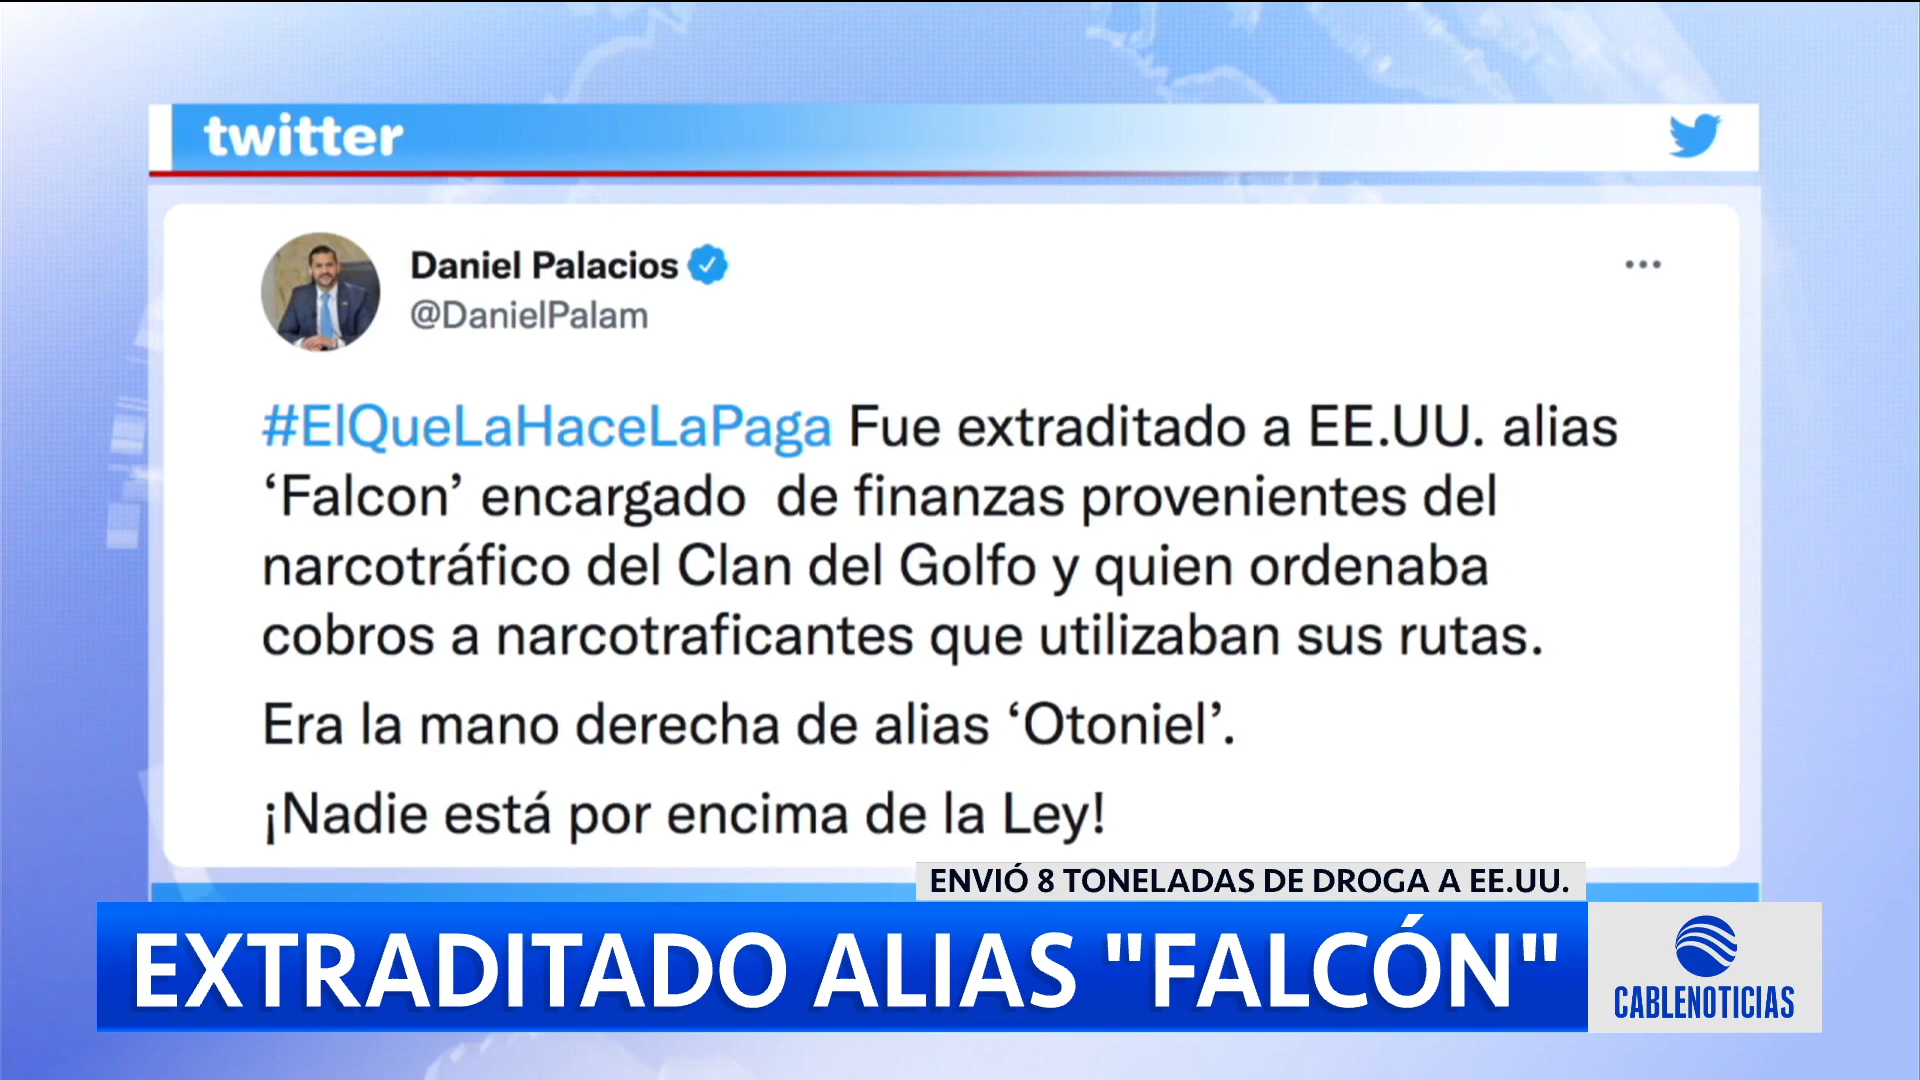 twitter
Daniel Palacios
@DanielPalam
#ElQueLaHaceLaPaga Fue extraditado a EE.UU. alias
‘Falcon’ encargado  de finanzas provenientes del
narcotráfico del Clan del Golfo y quien ordenaba
cobros a narcotraficantes que utilizaban sus rutas.
Era la mano derecha de alias ‘Otoniel’.
¡Nadie está por encima de la Ley!
ENVIÓ 8 TONELADAS DE DROGA A EE.UU.
EXTRADITADO ALIAS "FALCÓN"
CABLENOTICIAS